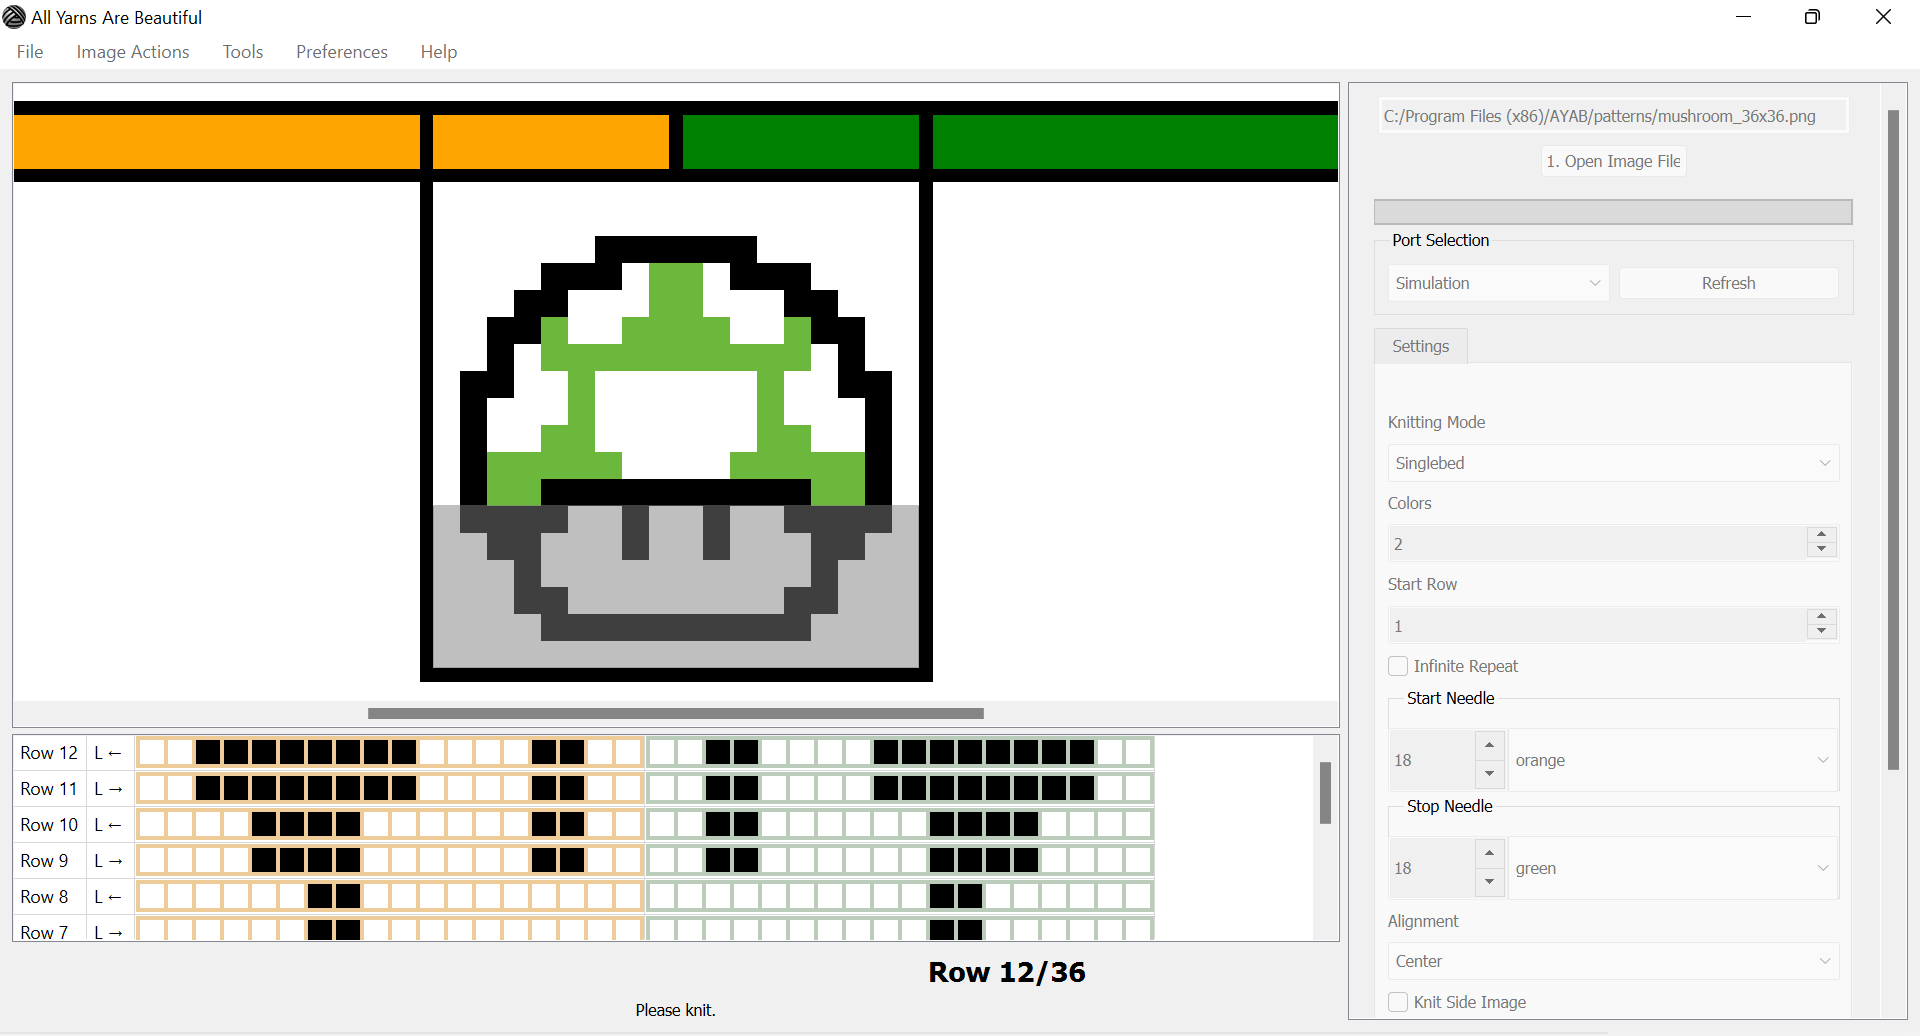 All Yarns Are Beautiful
File Image Actions Tools Preferences Help
C:/Program Files (x86)/AYAB/patterns/mushroom_36x36.png
1. Open Image File
Port Selection
Simulation Refresh
Settings
Knitting Mode
Singlebed
Colors
2
Start Row
1
Infinite Repeat
Start Needle
18 orange
Stop Needle
18 green
Alignment
Center
Knit Side Image
Row 12 L ←
Row 11 L →
Row 10 L ←
Row 9 L →
Row 8 L ←
Row 7 L →
Row 12/36
Please knit.